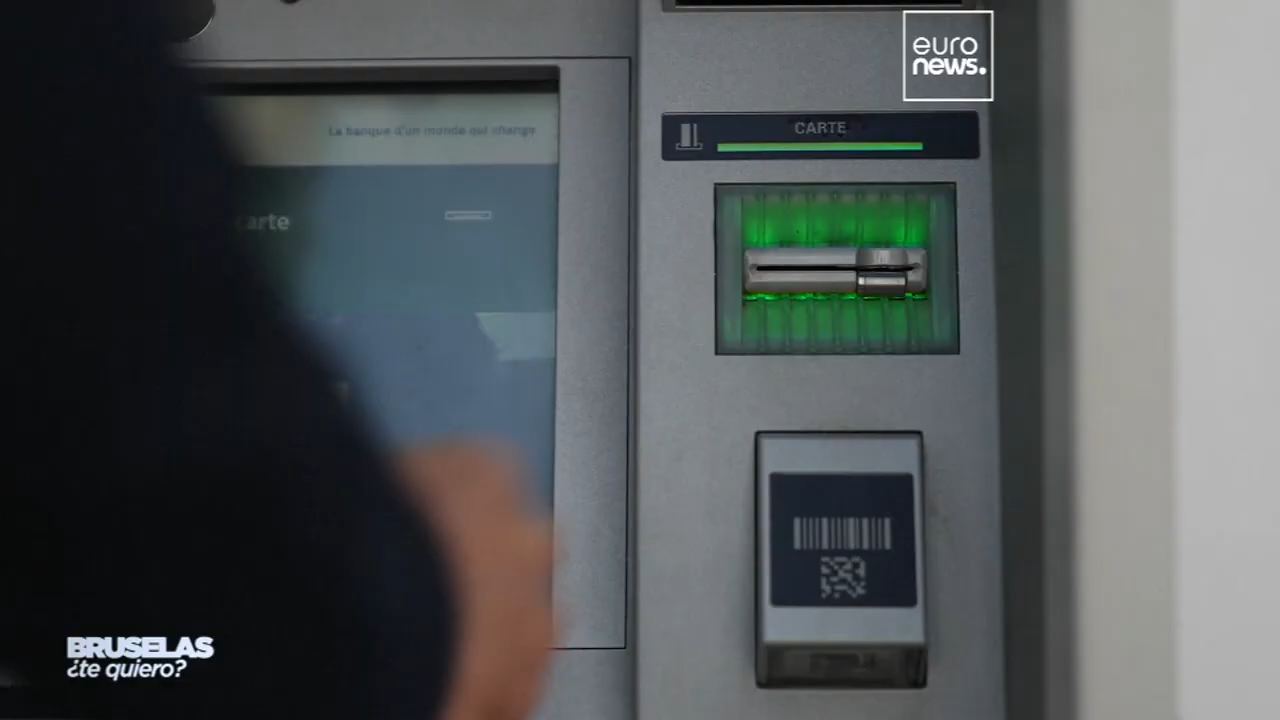 euro
news.
CARTE
La banque d'un monde qui change
carte
BRUSELAS
¿te quiero?